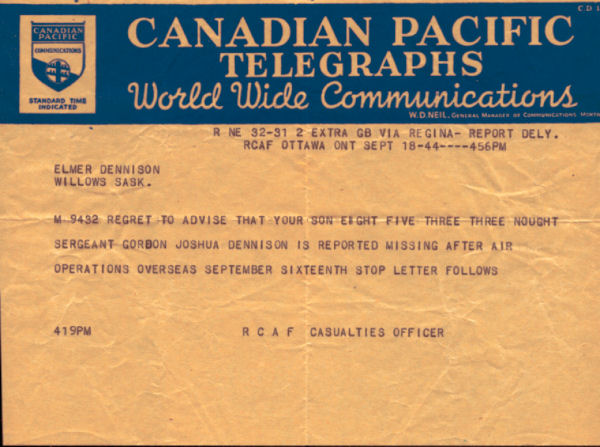 CD 1
CANADIAN PACIFIC
TELEGRAPHS
World Wide Communications
W.D. NEIL, GENERAL MANAGER OF COMMUNICATIONS
CANADIAN
PACIFIC
COMMUNICATIONS
STANDARD TIME
INDICATED
R NE 32-31 2 EXTRA GB VIA REGINA- REPORT DELY.
RCAF OTTAWA ONT SEPT 18-44----456PM
ELMER DENNISON
WILLOWS SASK.
M 9432 REGRET TO ADVISE THAT YOUR SON EIGHT FIVE THREE THREE NOUGHT
SERGEANT GORDON JOSHUA DENNISON IS REPORTED MISSING AFTER AIR
OPERATIONS OVERSEAS SEPTEMBER SIXTEENTH STOP LETTER FOLLOWS
419PM R C A F CASUALTIES OFFICER